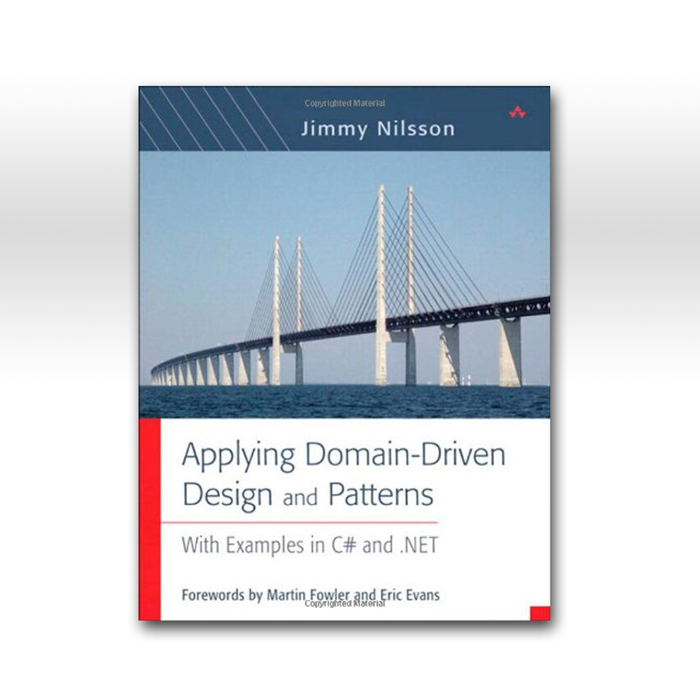 Copyrighted Material
Jimmy Nilsson
Applying Domain-Driven
Design and Patterns
With Examples in C# and .NET
Forewords by Martin Fowler and Eric Evans
Copyrighted Material